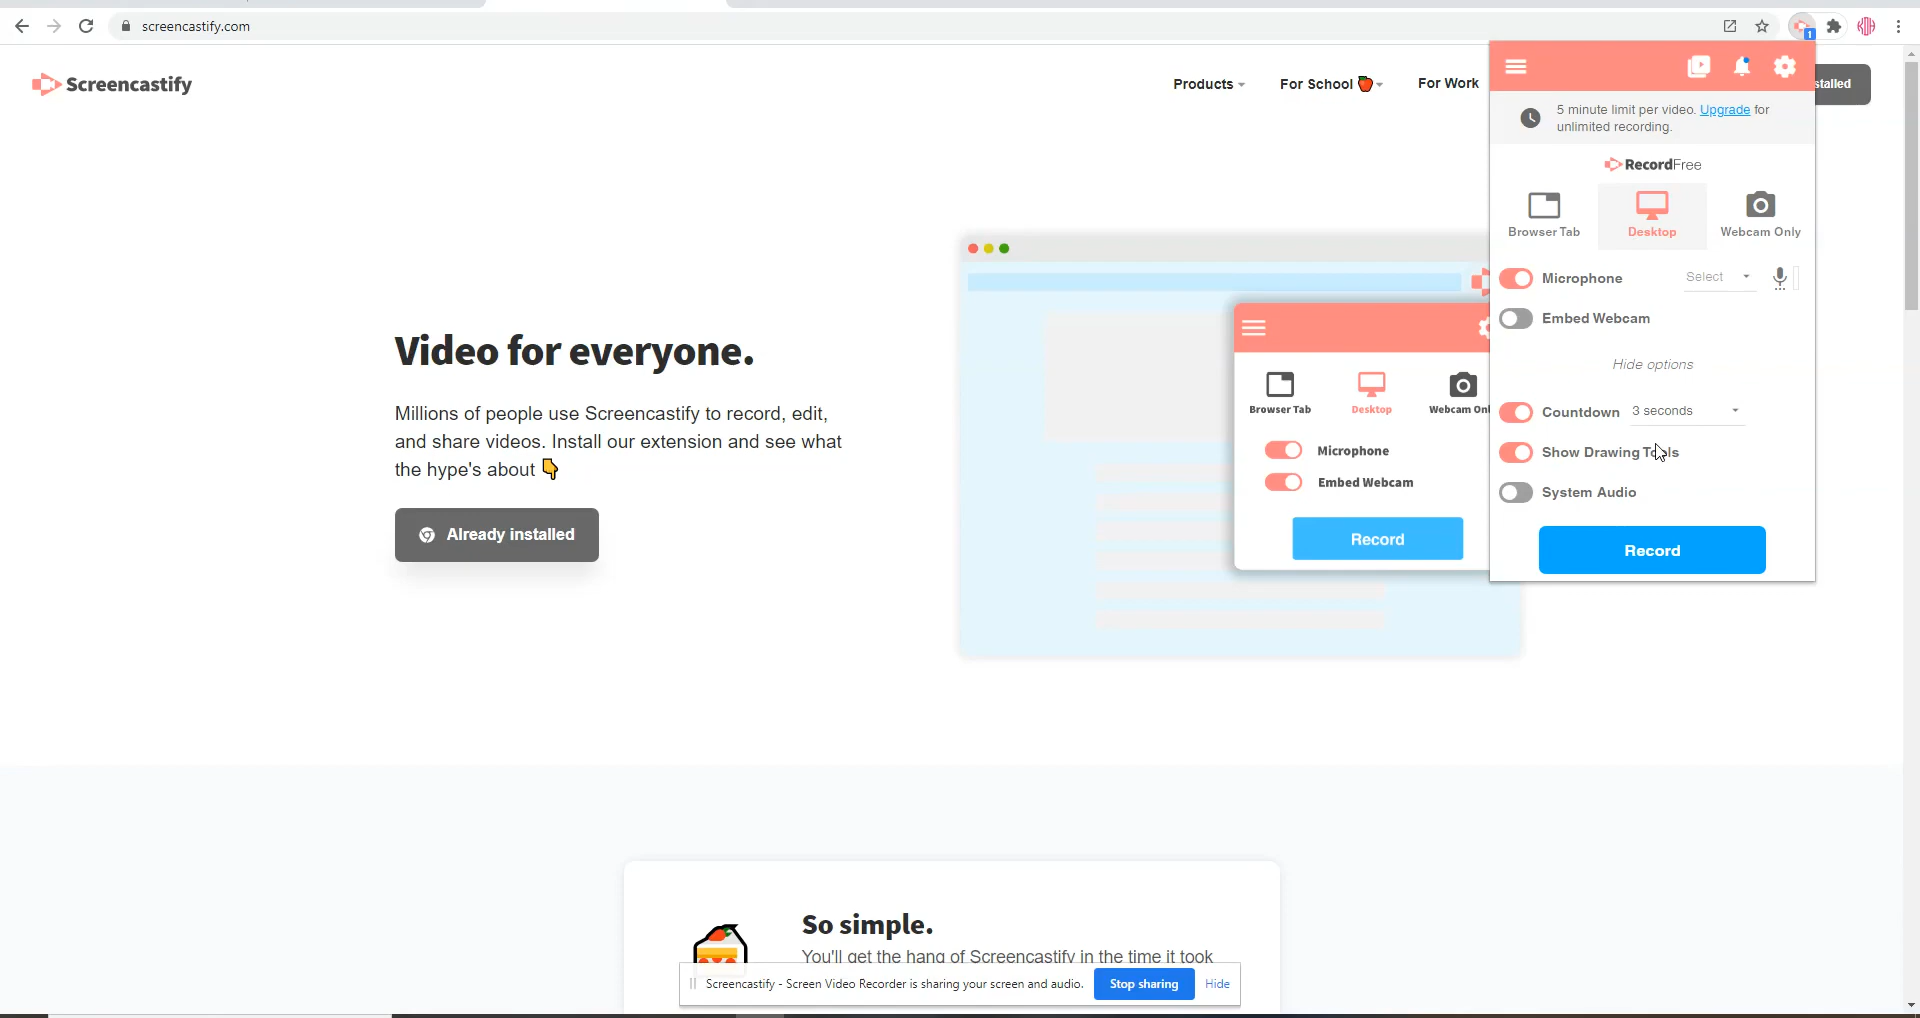 screencastify.com
1
Screencastify
Products
For School
For Work
stalled
5 minute limit per video. Upgrade for
unlimited recording.
RecordFree
Browser Tab
Desktop
Webcam Only
Microphone
Select
Embed Webcam
Hide options
Countdown
3 seconds
Show Drawing Tools
System Audio
Record
Video for everyone.
Millions of people use Screencastify to record, edit,
and share videos. Install our extension and see what
the hype's about
Already installed
Browser Tab
Desktop
Webcam Onl
Microphone
Embed Webcam
Record
So simple.
You'll get the hang of Screencastify in the time it took
Screencastify - Screen Video Recorder is sharing your screen and audio.
Stop sharing
Hide